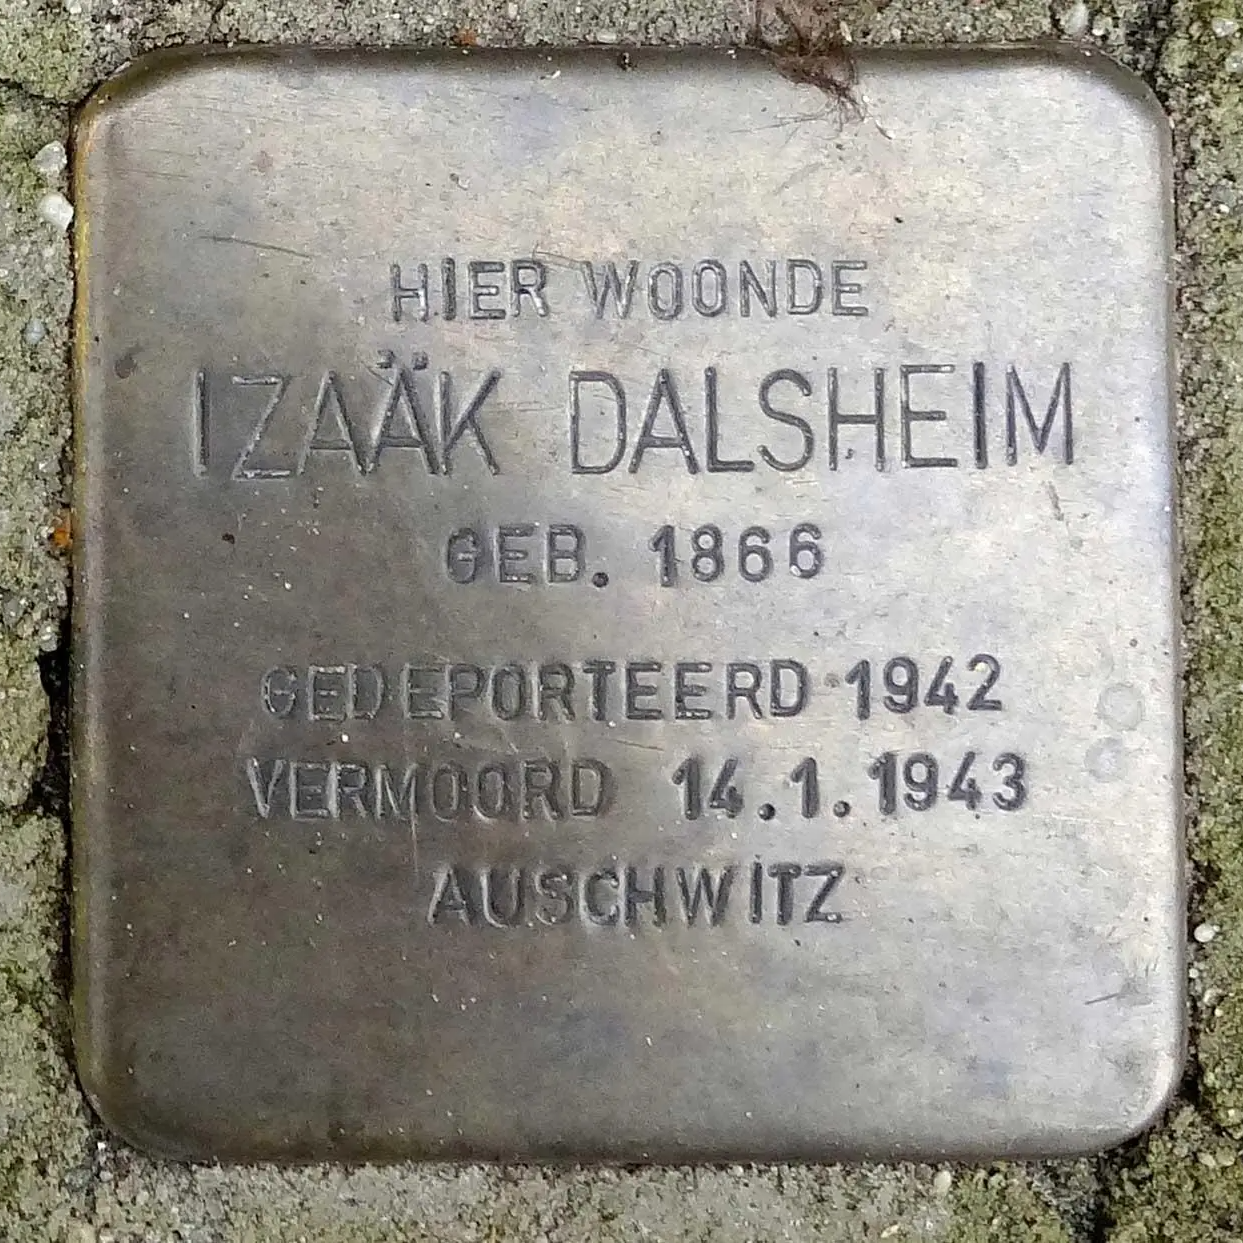 HIER WOONDE
IZAÄK DALSHEIM
GEB. 1866
GEDEPORTEERD 1942
VERMOORD 14.1.1943
AUSCHWITZ